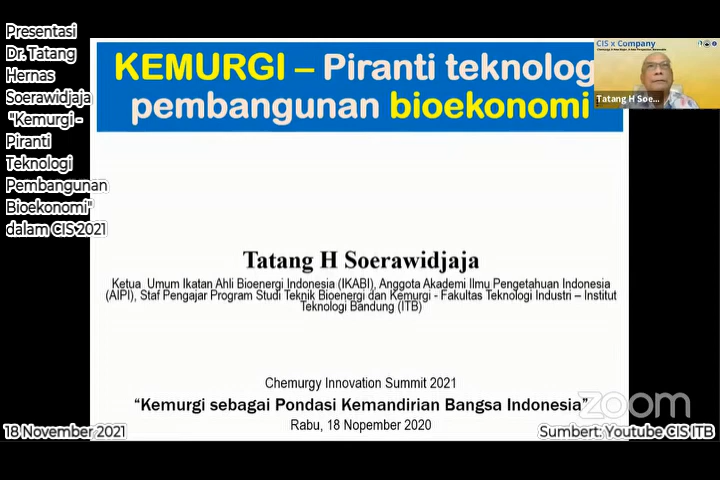 Presentasi
Dr. Tatang
Hernas
Soerawidjaja
"Kemurgi -
Piranti
Teknologi
Pembangunan
Bioekonomi"
dalam CIS 2021
KEMURGI – Piranti teknolog
pembangunan bioekonomi
CIS x Company
Tatang H Soe...
Tatang H Soerawidjaja
Ketua Umum Ikatan Ahli Bioenergi Indonesia (IKABI), Anggota Akademi Ilmu Pengetahuan Indonesia
(AIPI), Staf Pengajar Program Studi Teknik Bioenergi dan Kemurgi - Fakultas Teknologi Industri – Institut
Teknologi Bandung (ITB)
Chemurgy Innovation Summit 2021
“Kemurgi sebagai Pondasi Kemandirian Bangsa Indonesia”
Rabu, 18 Nopember 2020
zoom
18 November 2021
Sumbert: Youtube CIS ITB